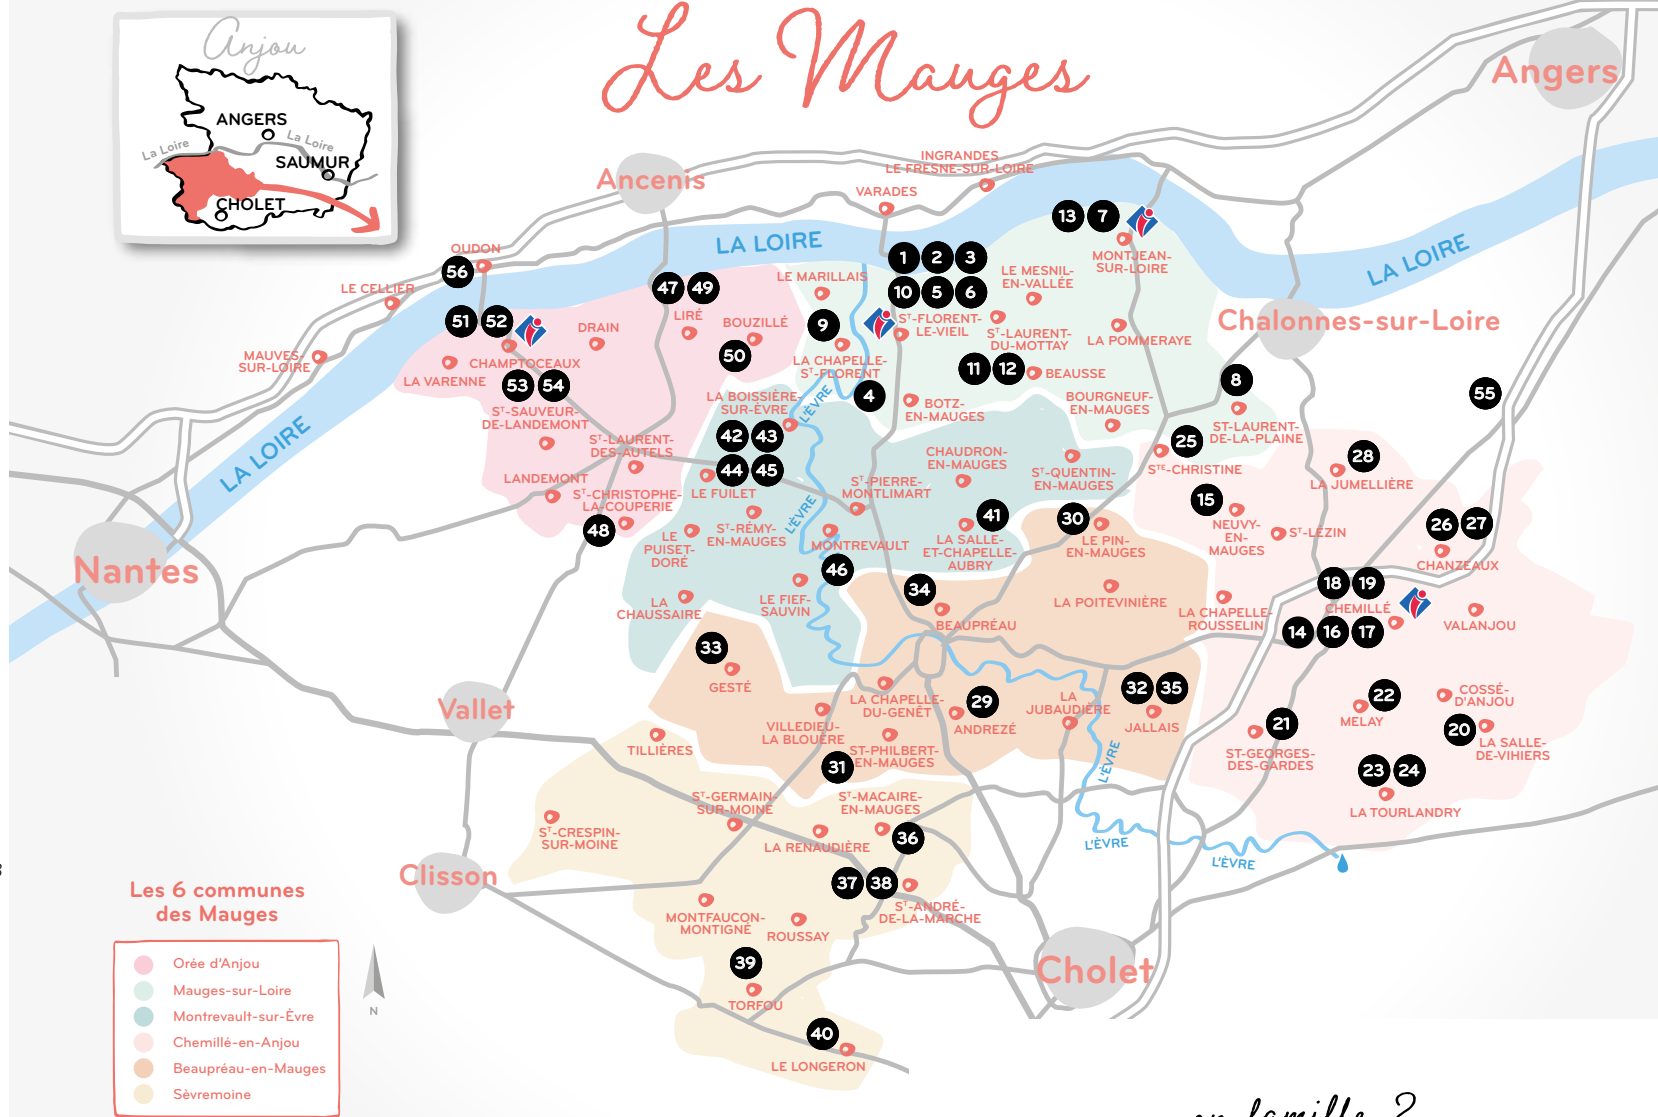 Les Mauges
Anjou
ANGERS
La Loire
La Loire
SAUMUR
CHOLET
Angers
Ancenis
INGRANDES
LE FRESNE-SUR-LOIRE
VARADES
13 7
MONTJEAN-
SUR-LOIRE
LA LOIRE
LA LOIRE
LA LOIRE
OUDON
56
LE CELLIER
MAUVES-
SUR-LOIRE
51 52
CHAMPTOCEAUX
LA VARENNE
53 54
DRAIN
47 49
LIRÉ
BOUZILLÉ
50
LE MARILLAIS
9
LA CHAPELLE-
ST-FLORENT
4
1 2 3
10 5 6
ST-FLORENT-
LE-VIEIL
LE MESNIL-
EN-VALLÉE
ST-LAURENT-
DU-MOTTAY
LA POMMERAYE
11 12
BEAUSSE
BOTZ-
EN-MAUGES
BOURGNEUF-
EN-MAUGES
Chalonnes-sur-Loire
8
ST-LAURENT-
DE-LA-PLAINE
55
ST-SAUVEUR-
DE-LANDEMONT
ST-LAURENT-
DES-AUTELS
LANDEMONT
ST-CHRISTOPHE-
LA-COUPERIE
48
LA BOISSIÈRE-
SUR-ÈVRE
L'ÈVRE
42 43
44 45
LE FUILET
ST-RÉMY-
EN-MAUGES
L'ÈVRE
LE
PUISET-
DORÉ
LA
CHAUSSAIRE
ST-PIERRE-
MONTLIMART
MONTREVAULT
46
LE FIEF-
SAUVIN
CHAUDRON-
EN-MAUGES
ST-QUENTIN-
EN-MAUGES
41
LA SALLE-
ET-CHAPELLE-
AUBRY
30
LE PIN-
EN-MAUGES
LA POITEVINIÈRE
34
BEAUPRÉAU
25
STE-CHRISTINE
28
LA JUMELLIÈRE
15
NEUVY-
EN-
MAUGES
ST-LÉZIN
26 27
CHANZEAUX
18 19
CHEMILLÉ
14 16 17
VALANJOU
LA CHAPELLE-
ROUSSELIN
Nantes
33
GESTÉ
LA CHAPELLE-
DU-GENÊT
29
ANDREZÉ
LA
JUBAUDIÈRE
32 35
JALLAIS
VILLEDIEU-
LA BLOUÈRE
ST-PHILBERT-
EN-MAUGES
31
L'ÈVRE
21
ST-GEORGES-
DES-GARDES
22
MELAY
COSSÉ-
D'ANJOU
20
LA SALLE-
DE-VIHIERS
23 24
LA TOURLANDRY
Vallet
TILLIÈRES
ST-GERMAIN-
SUR-MOINE
ST-MACAIRE-
EN-MAUGES
36
ST-CRESPIN-
SUR-MOINE
LA RENAUDIÈRE
L'ÈVRE
L'ÈVRE
37 38
ST-ANDRÉ-
DE-LA-MARCHE
Clisson
MONTFAUCON-
MONTIGNÉ
ROUSSAY
39
TORFOU
40
LE LONGERON
Cholet
Les 6 communes
des Mauges
Orée d'Anjou
Mauges-sur-Loire
Montrevault-sur-Èvre
Chemillé-en-Anjou
Beaupréau-en-Mauges
Sèvremoine
N